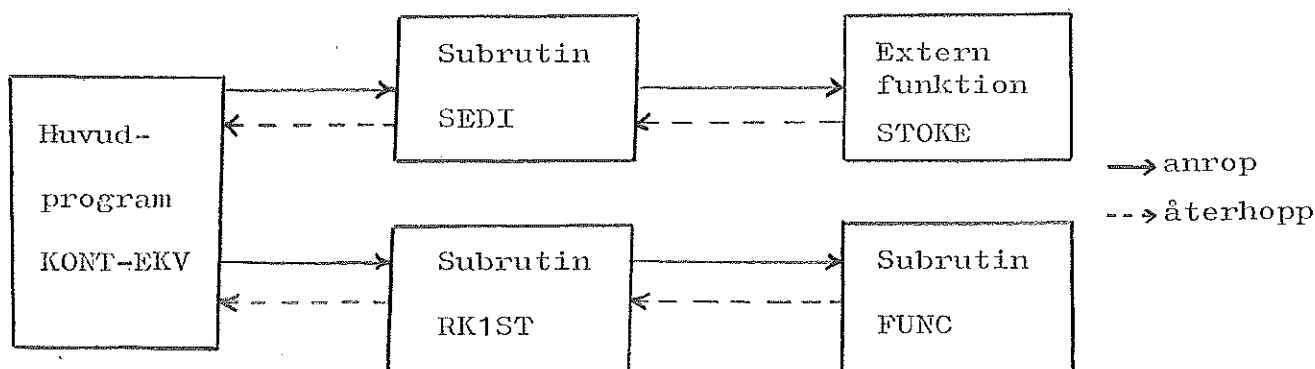 Huvud-
program
KONT-EKV
Subrutin
SEDI
Extern
funktion
STOKE
Subrutin
RK1ST
Subrutin
FUNC
anrop
återhopp